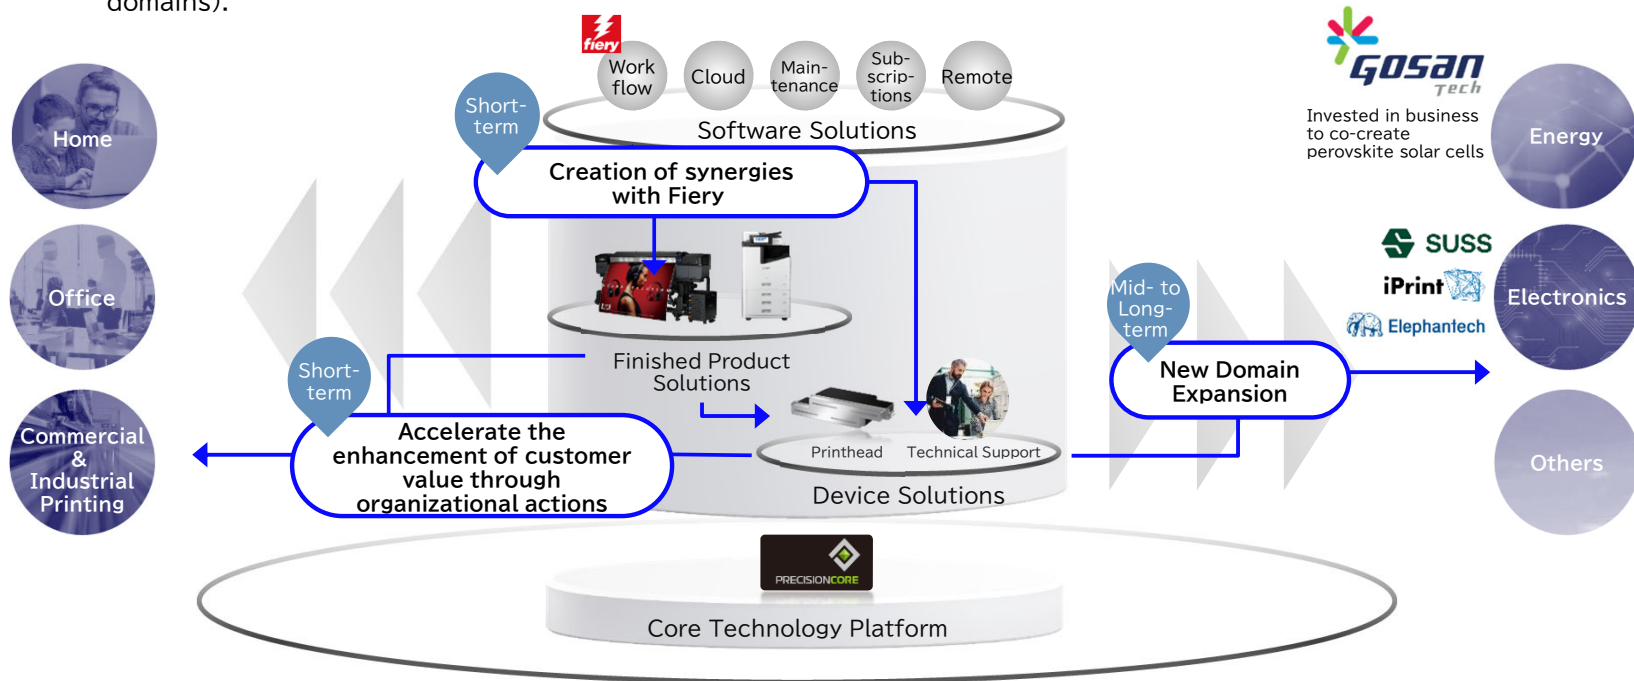 domains).
fiery
Work
flow
Cloud
Main-
tenance
Sub-
scrip-
tions
Remote
Software Solutions
Short-
term
Creation of synergies
with Fiery
Home
Office
Commercial
&
Industrial
Printing
Short-
term
Accelerate the
enhancement of customer
value through
organizational actions
Finished Product
Solutions
Printhead
Technical Support
Device Solutions
PRECISIONCORE
Core Technology Platform
Mid- to
Long-
term
New Domain
Expansion
GOSAN
Tech
Invested in business
to co-create
perovskite solar cells
Energy
SUSS
iPrint
Elephantech
Electronics
Others